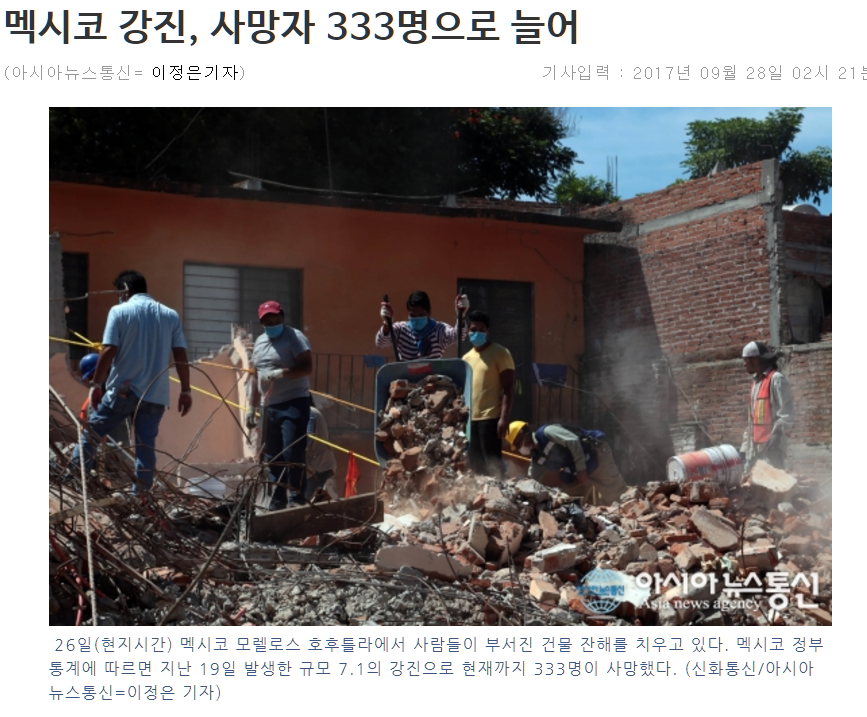 멕시코 강진, 사망자 333명으로 늘어
(아시아뉴스통신= 이정은기자) 기사입력 : 2017년 09월 28일 02시 21분
아시아뉴스통신
Asia news agency
26일(현지시간) 멕시코 모렐로스 호후틀라에서 사람들이 부서진 건물 잔해를 치우고 있다. 멕시코 정부
통계에 따르면 지난 19일 발생한 규모 7.1의 강진으로 현재까지 333명이 사망했다. (신화통신/아시아
뉴스통신=이정은 기자)